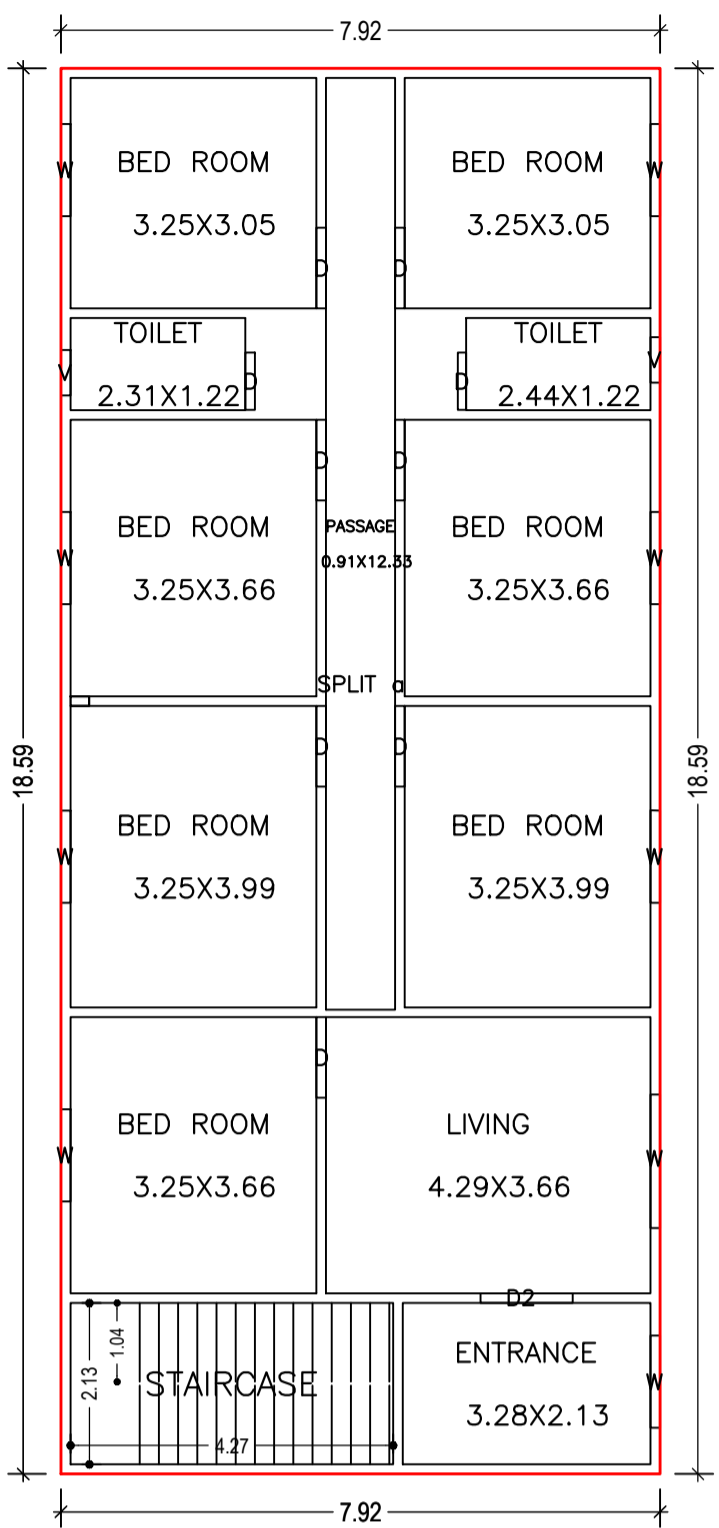 7.92
BED ROOM
3.25X3.05
BED ROOM
3.25X3.05
W
W
D
D
TOILET
2.31X1.22
TOILET
2.44X1.22
V
V
D
D
D
D
BED ROOM
3.25X3.66
PASSAGE
0.91X12.33
BED ROOM
3.25X3.66
W
W
SPLIT a
D
D
18.59
18.59
BED ROOM
3.25X3.99
BED ROOM
3.25X3.99
W
W
D
BED ROOM
3.25X3.66
LIVING
4.29X3.66
W
W
D2
2.13
1.04
STAIRCASE
4.27
ENTRANCE
3.28X2.13
W
7.92